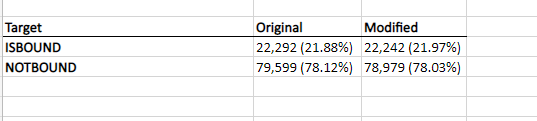 Target Original Modified
ISBOUND 22,292 (21.88%) 22,242 (21.97%)
NOTBOUND 79,599 (78.12%) 78,979 (78.03%)